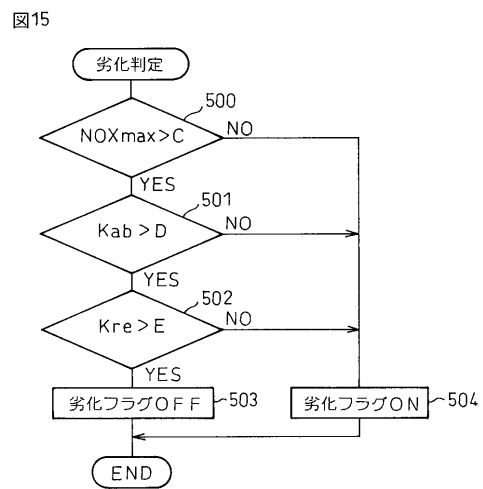 図15
劣化判定
500
NOXmax>C
NO
YES
501
Kab>D
NO
YES
502
Kre>E
NO
YES
劣化フラグOFF
503
劣化フラグON
504
END